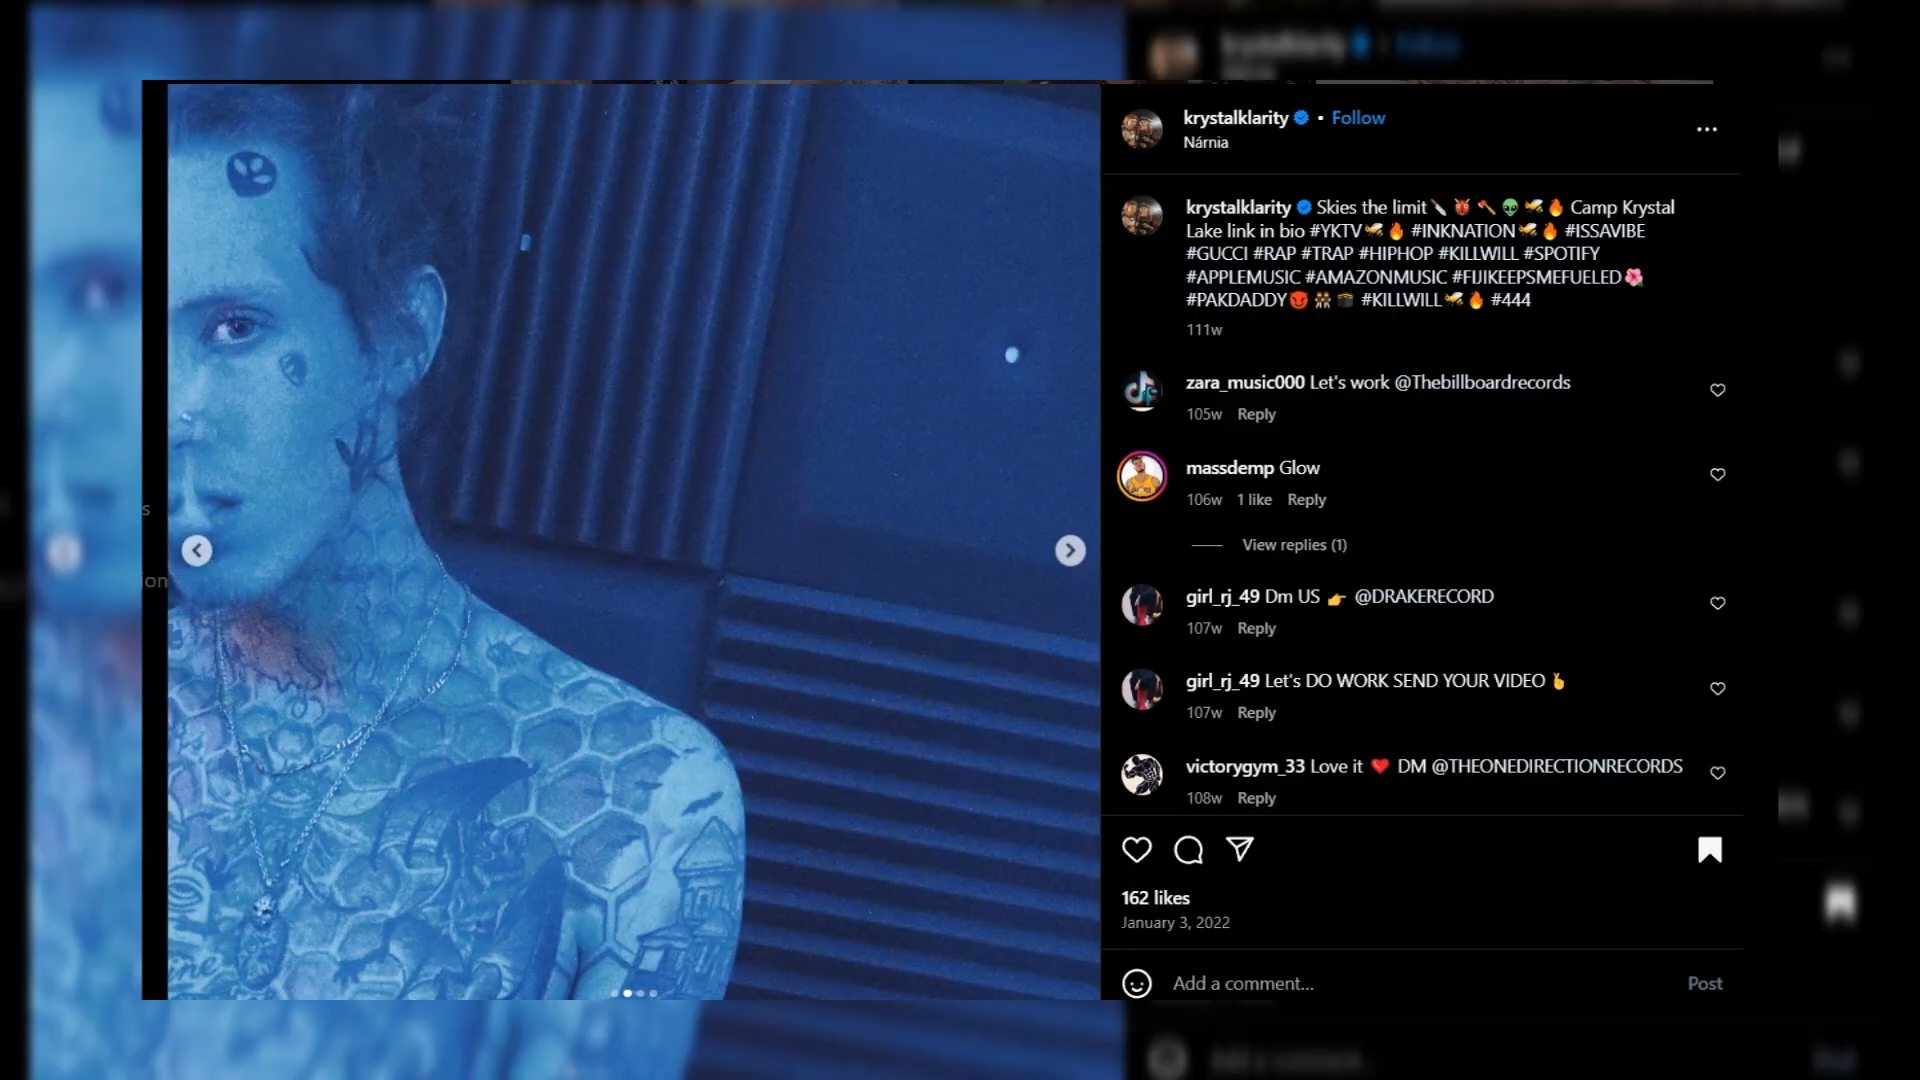 krystalklarity • Follow
Nárnia
krystalklarity Skies the limit🔪👹🪓👽🐝🔥 Camp Krystal
Lake link in bio #YKTV🐝🔥 #INKNATION🐝🔥 #ISSAVIBE
#GUCCI #RAP #TRAP #HIPHOP #KILLWILL #SPOTIFY
#APPLEMUSIC #AMAZONMUSIC #FIJIKEEPSMEFUELED🌺
#PAKDADDY😈👯📦 #KILLWILL🐝🔥 #444
111w
zara_music000 Let's work @Thebillboardrecords
105w Reply
massdemp Glow
106w 1 like Reply
View replies (1)
girl_rj_49 Dm US 👉 @DRAKERECORD
107w Reply
girl_rj_49 Let's DO WORK SEND YOUR VIDEO 🫰
107w Reply
victorygym_33 Love it ❤️ DM @THEONEDIRECTIONRECORDS
108w Reply
162 likes
January 3, 2022
Add a comment...
Post
s
ion